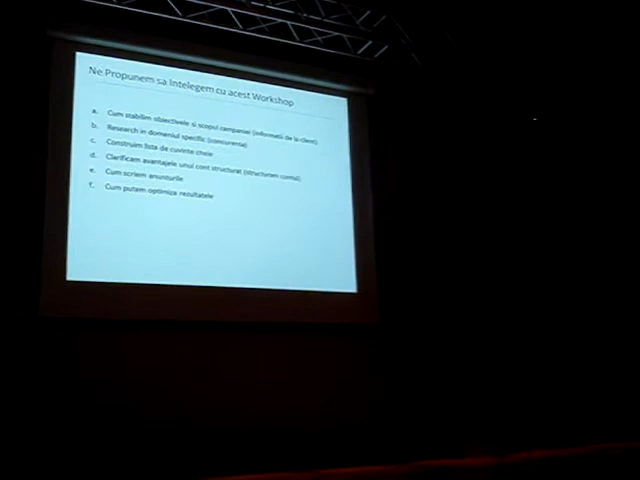 Ne Propunem sa Intelegem cu acest Workshop
a. Cum stabilim obiectivele si scopul campaniei (informatii de la client)
b. Research in domeniul specific (concurenta)
c. Construim lista de cuvinte cheie
d. Clarificam avantajele unui cont structurat (structuram contul)
e. Cum scriem anunturile
f. Cum putem optimiza rezultatele